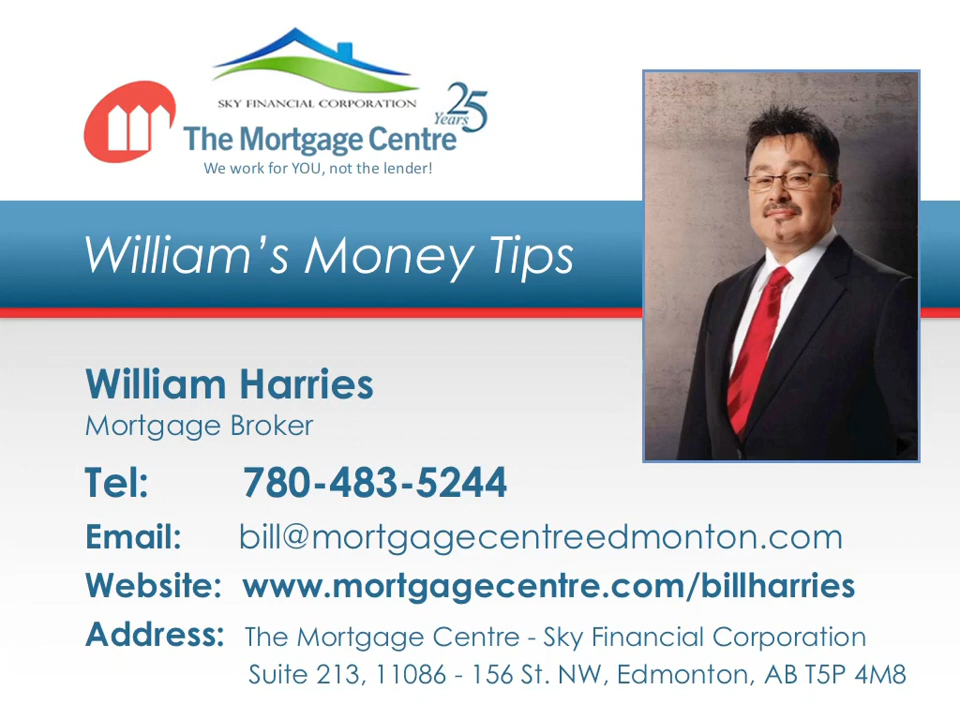 SKY FINANCIAL CORPORATION
The Mortgage Centre 25 Years
We work for YOU, not the lender!
William's Money Tips
William Harries
Mortgage Broker
Tel: 780-483-5244
Email: bill@mortgagecentreedmonton.com
Website: www.mortgagecentre.com/billharries
Address: The Mortgage Centre - Sky Financial Corporation
Suite 213, 11086 - 156 St. NW, Edmonton, AB T5P 4M8